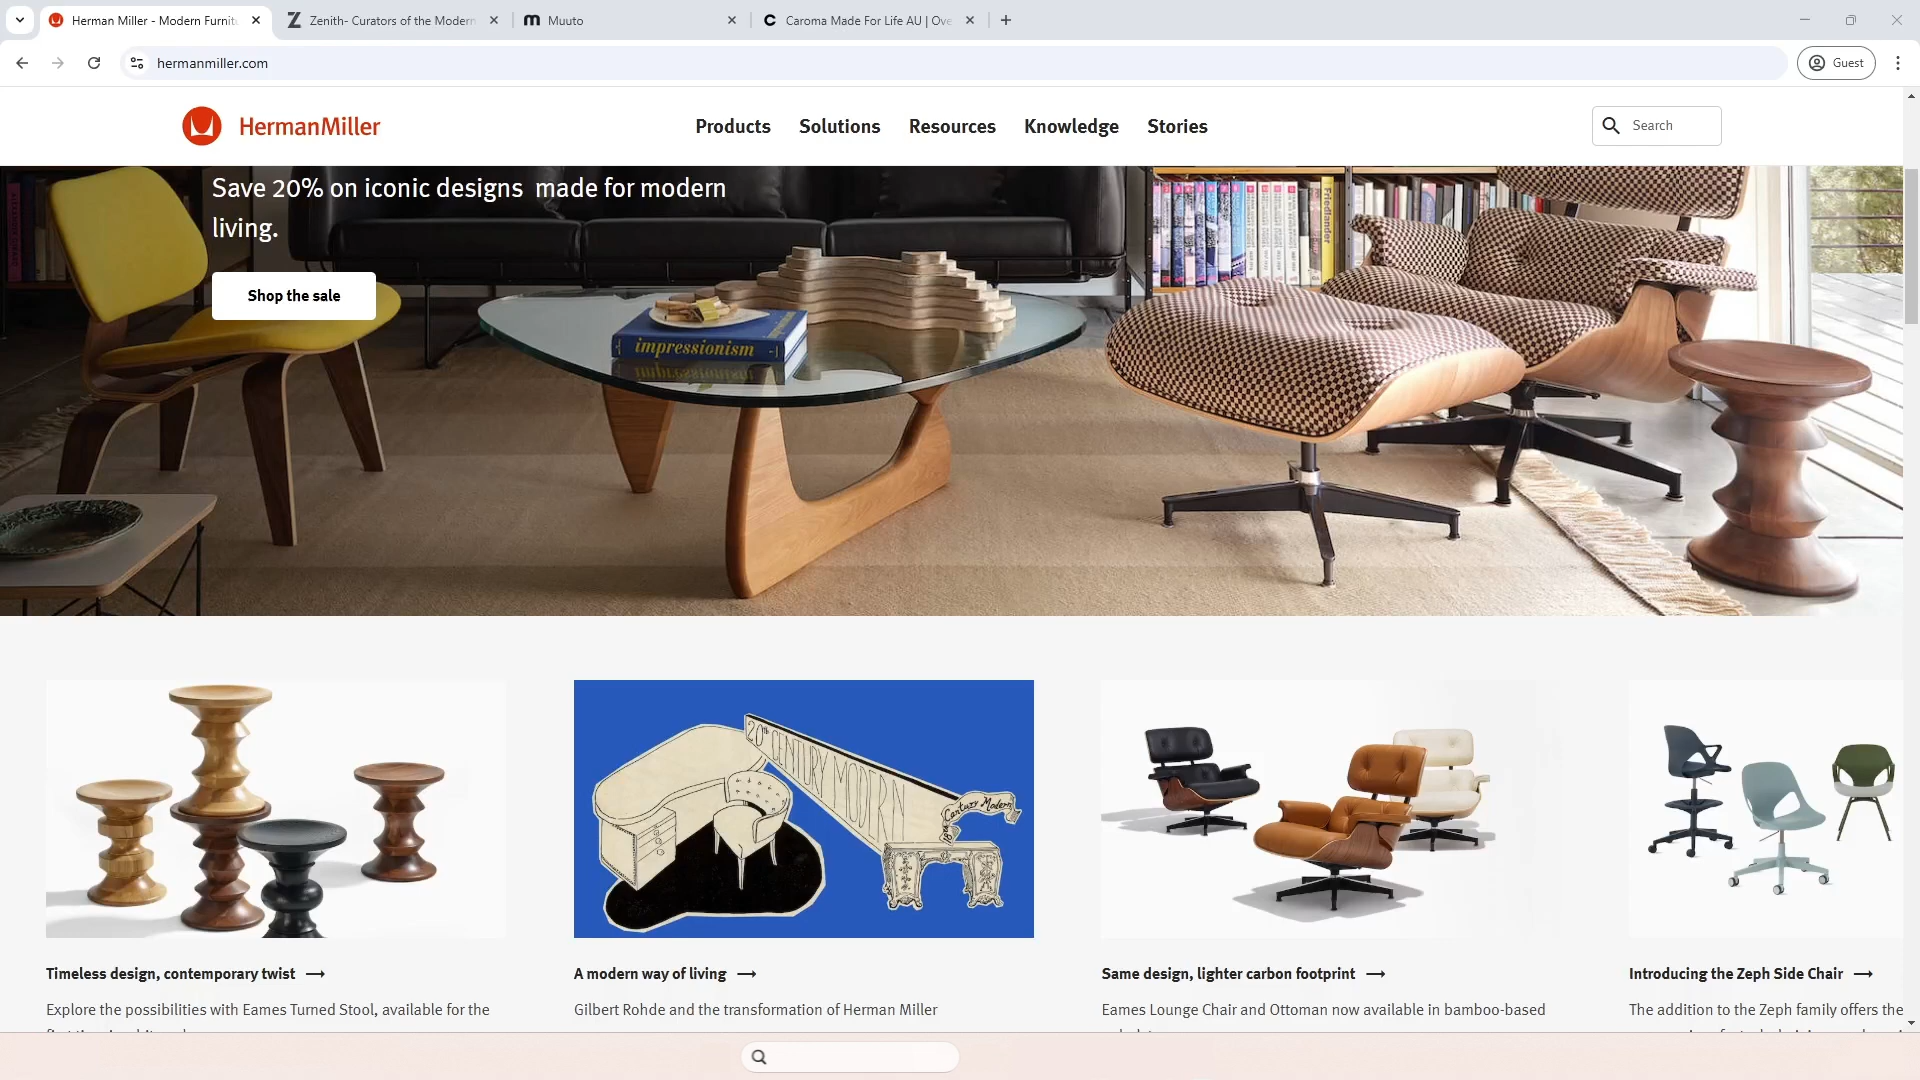 Herman Miller - Modern Furnitu
Zenith- Curators of the Modern
Muuto
Caroma Made For Life AU | Ove
hermanmiller.com
Guest
HermanMiller
Products
Solutions
Resources
Knowledge
Stories
Search
Save 20% on iconic designs made for modern
living.
Shop the sale
Friedlander
impressionism
20th CENTURY MODERN
18th Century Modern
Timeless design, contemporary twist
Explore the possibilities with Eames Turned Stool, available for the
A modern way of living
Gilbert Rohde and the transformation of Herman Miller
Same design, lighter carbon footprint
Eames Lounge Chair and Ottoman now available in bamboo-based
Introducing the Zeph Side Chair
The addition to the Zeph family offers the